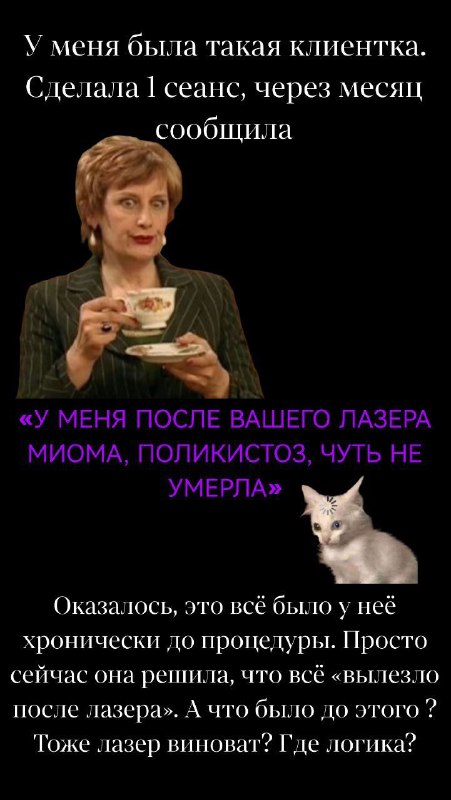 У меня была такая клиентка.
Сделала 1 сеанс, через месяц
сообщила
«У МЕНЯ ПОСЛЕ ВАШЕГО ЛАЗЕРА
МИОМА, ПОЛИКИСТОЗ, ЧУТЬ НЕ
УМЕРЛА»
Оказалось, это всё было у неё
хронически до процедуры. Просто
сейчас она решила, что всё «вылезло
после лазера». А что было до этого ?
Тоже лазер виноват? Где логика?